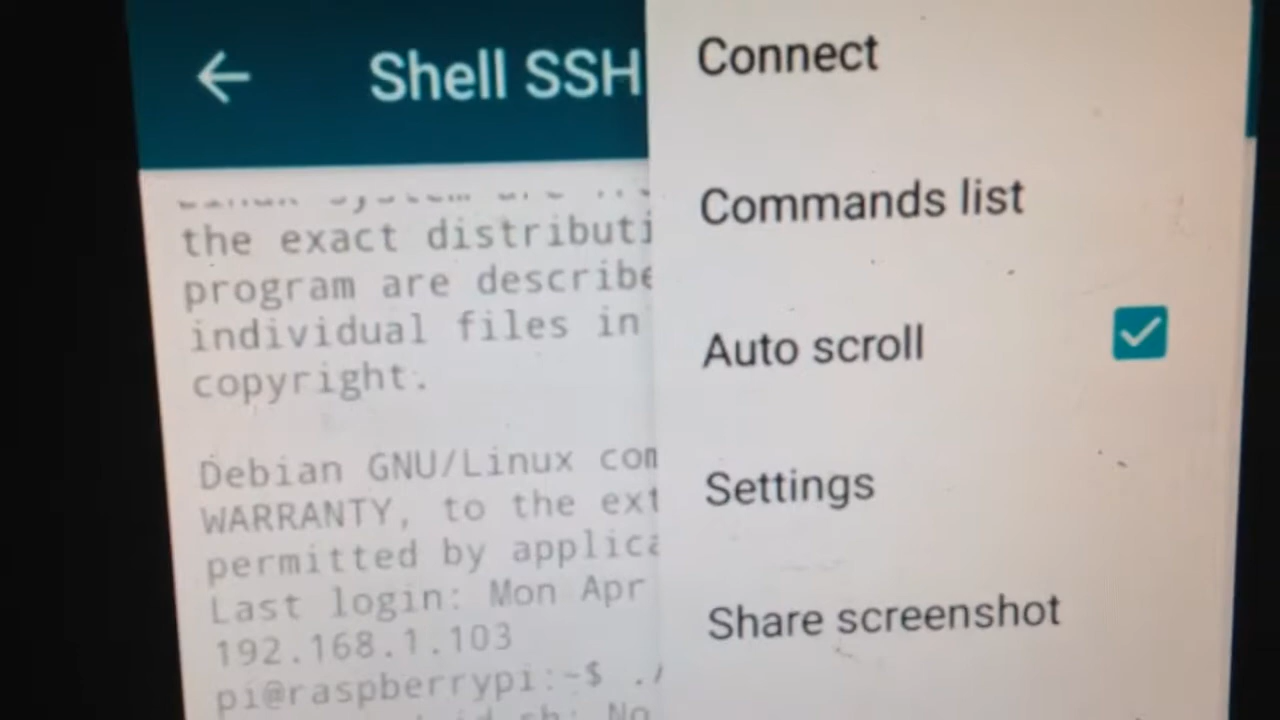 Shell SSH
the exact distributi
program are describe
individual files in
copyright.
Debian GNU/Linux com
WARRANTY, to the ext
permitted by applica
Last login: Mon Apr
192.168.1.103
pi@raspberrypi:~$ ./
No
Connect
Commands list
Auto scroll
Settings
Share screenshot